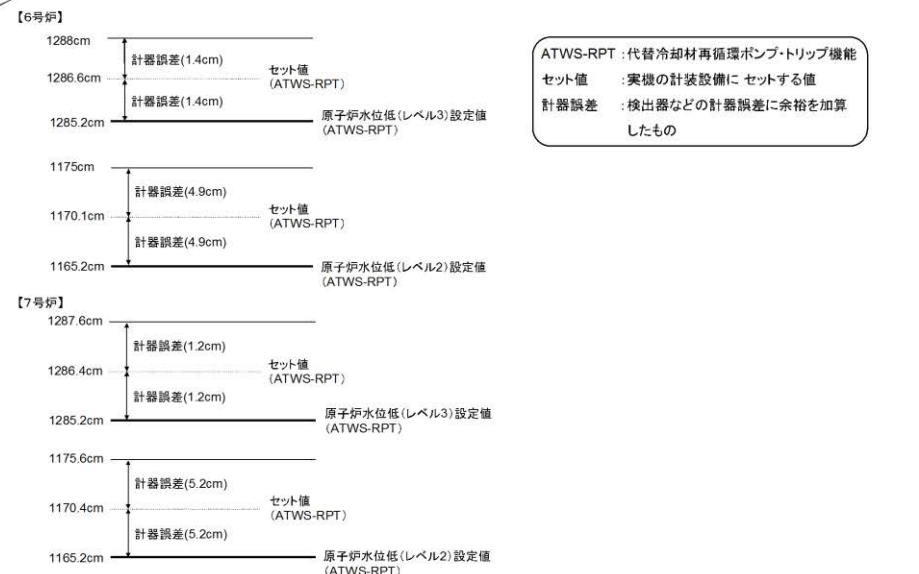 【6号炉】
1288cm
計器誤差(1.4cm)
1286.6cm
セット値
(ATWS-RPT)
計器誤差(1.4cm)
1285.2cm
原子炉水位低(レベル3)設定値
(ATWS-RPT)
1175cm
計器誤差(4.9cm)
1170.1cm
セット値
(ATWS-RPT)
計器誤差(4.9cm)
1165.2cm
原子炉水位低(レベル2)設定値
(ATWS-RPT)
【7号炉】
1287.6cm
計器誤差(1.2cm)
1286.4cm
セット値
(ATWS-RPT)
計器誤差(1.2cm)
1285.2cm
原子炉水位低(レベル3)設定値
(ATWS-RPT)
1175.6cm
計器誤差(5.2cm)
1170.4cm
セット値
(ATWS-RPT)
計器誤差(5.2cm)
1165.2cm
原子炉水位低(レベル2)設定値
(ATWS-RPT)
ATWS-RPT :代替冷却材再循環ポンプ・トリップ機能
セット値 :実機の計装設備に セットする値
計器誤差 :検出器などの計器誤差に余裕を加算
したもの